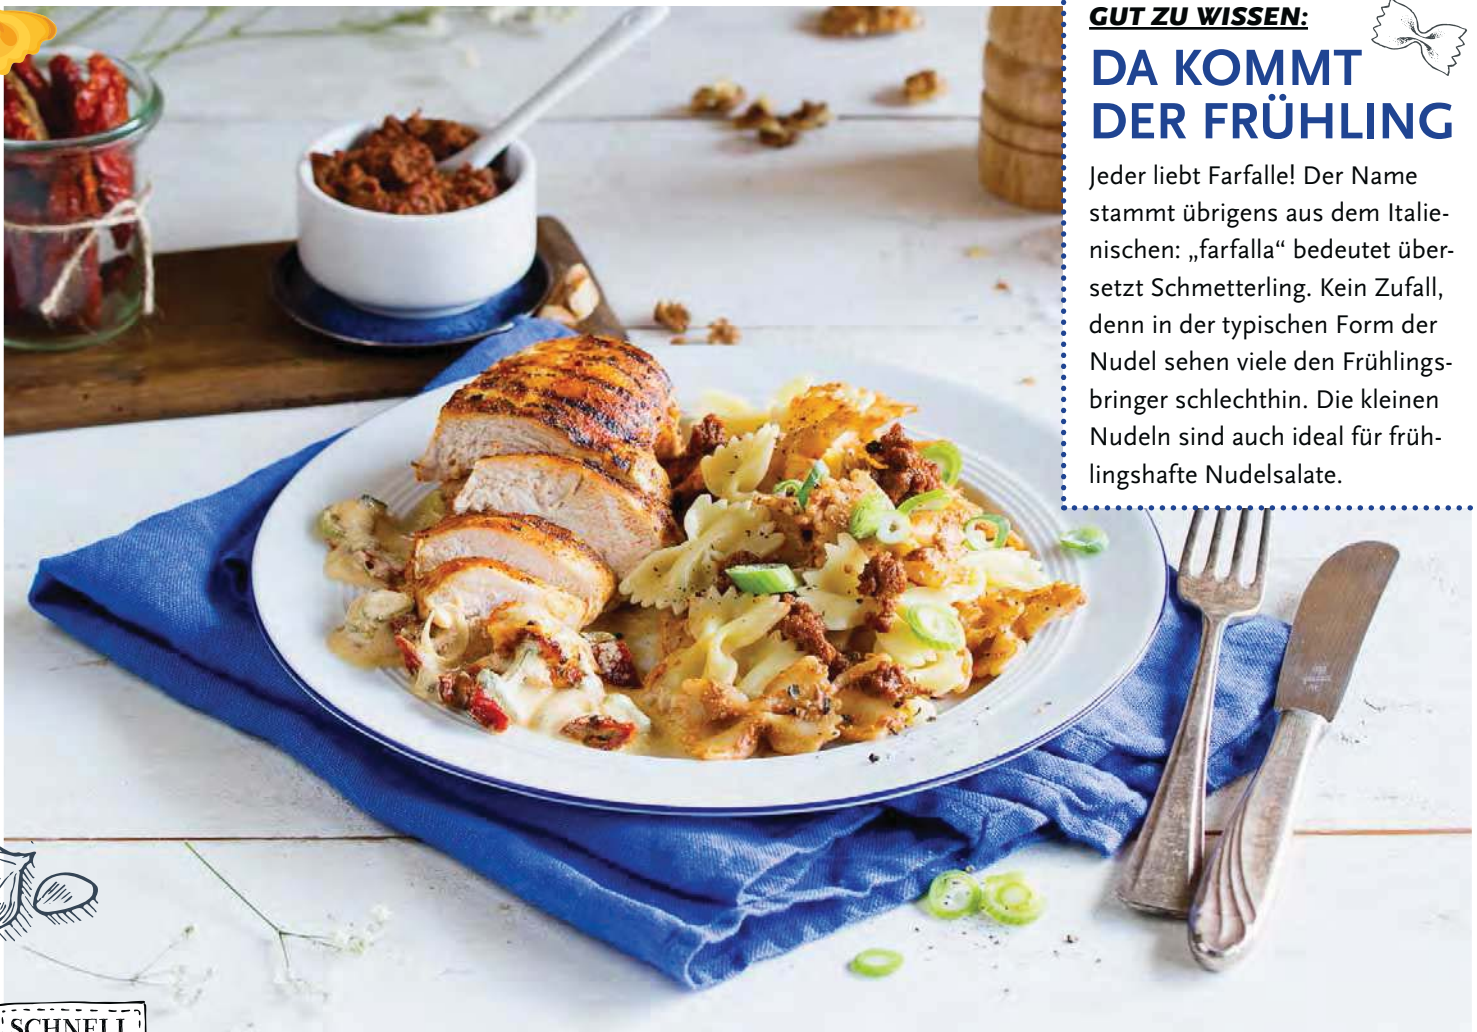 GUT ZU WISSEN:
DA KOMMT
DER FRÜHLING
Jeder liebt Farfalle! Der Name
stammt übrigens aus dem Italie-
nischen: „farfalla“ bedeutet über-
setzt Schmetterling. Kein Zufall,
denn in der typischen Form der
Nudel sehen viele den Frühlings-
bringer schlechthin. Die kleinen
Nudeln sind auch ideal für früh-
lingshafte Nudelsalate.
SCHNELL